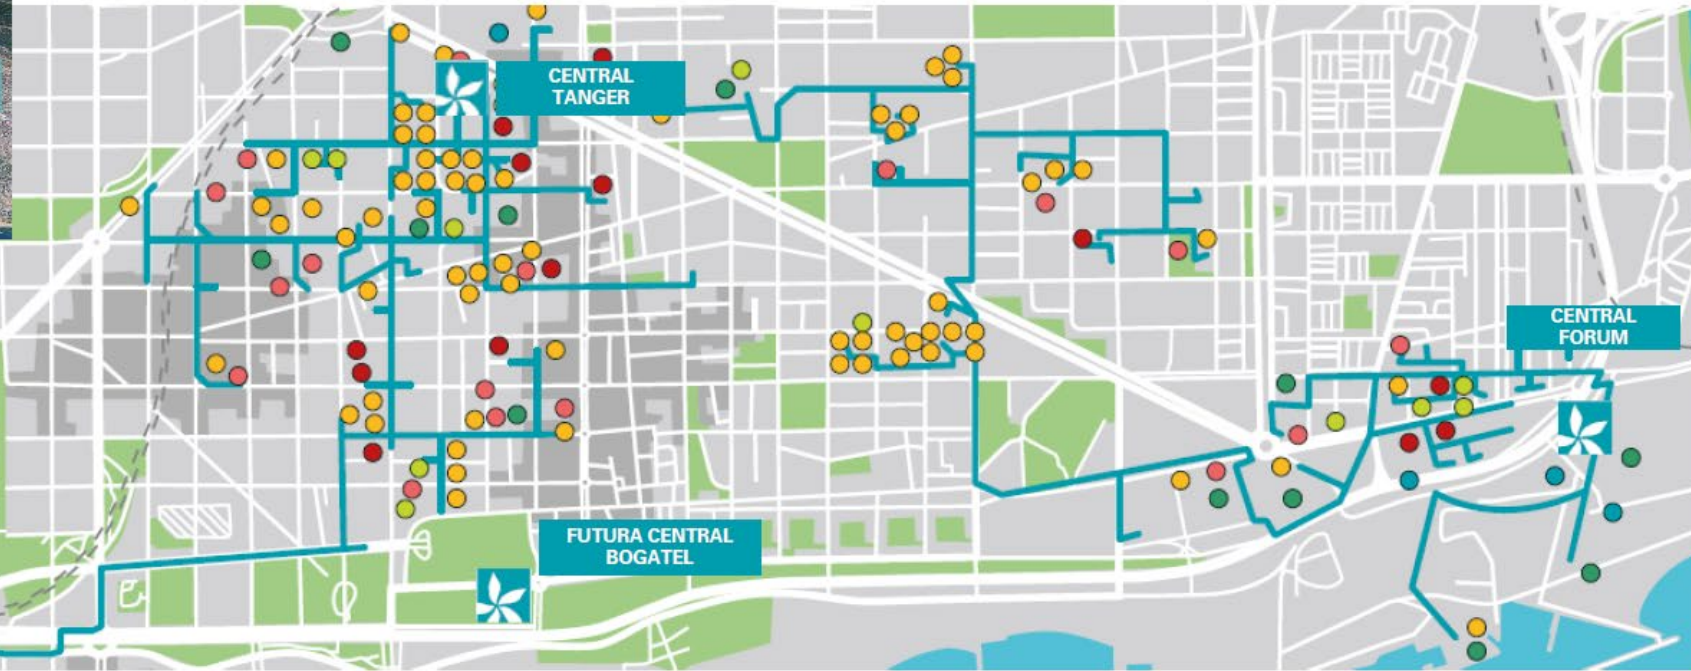 CENTRAL
TANGER
CENTRAL
FORUM
FUTURA CENTRAL
BOGATEL